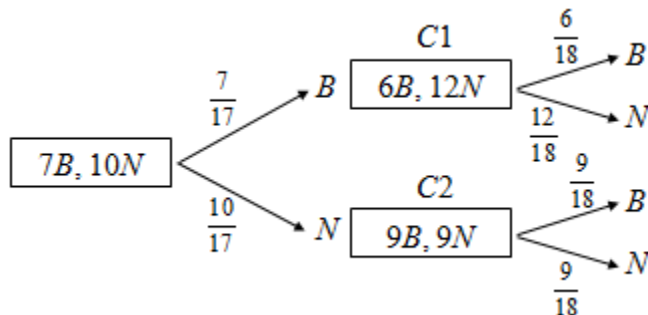 7B, 10N
7/17
B
10/17
N
C1
6B, 12N
6/18
B
12/18
N
C2
9B, 9N
9/18
B
9/18
N